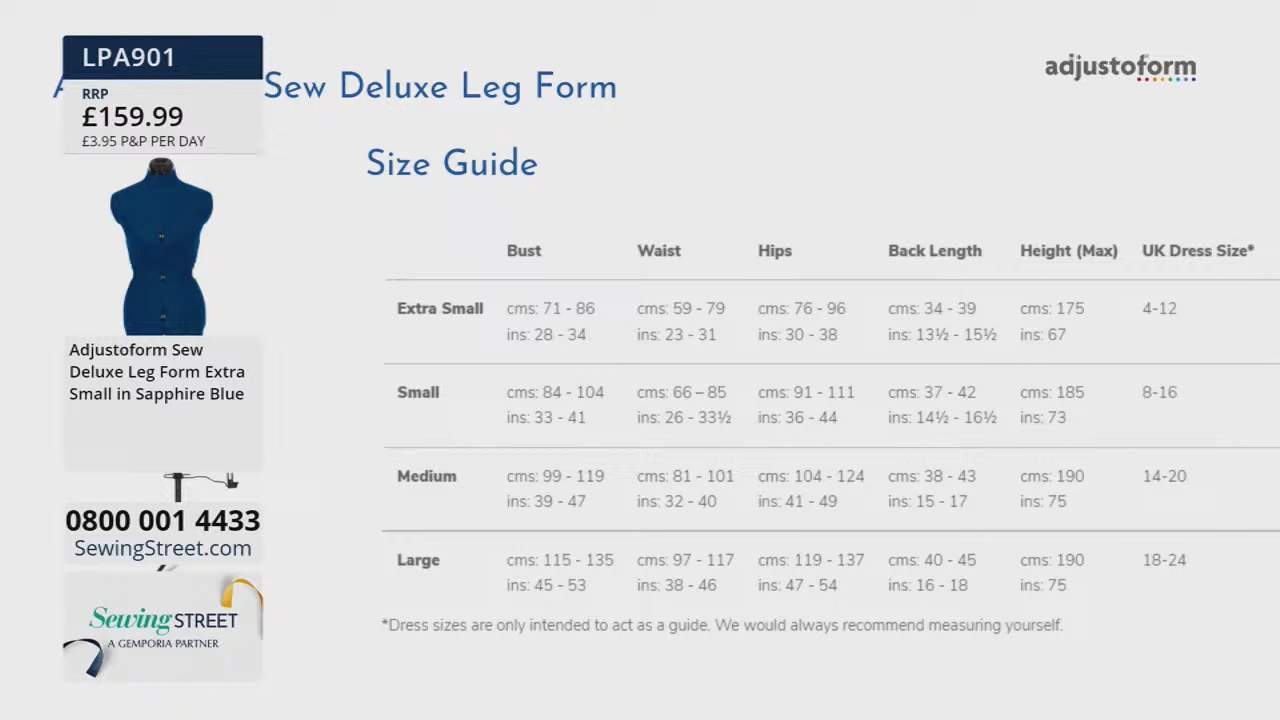 LPA901
RRP
£159.99
£3.95 P&P PER DAY
Sew Deluxe Leg Form
adjustoform
Size Guide
Bust Waist Hips Back Length Height (Max) UK Dress Size*
Extra Small cms: 71 - 86 cms: 59 - 79 cms: 76 - 96 cms: 34 - 39 cms: 175 4-12
ins: 28 - 34 ins: 23 - 31 ins: 30 - 38 ins: 13½ - 15½ ins: 67
Small cms: 84 - 104 cms: 66 – 85 cms: 91 - 111 cms: 37 - 42 cms: 185 8-16
ins: 33 - 41 ins: 26 - 33½ ins: 36 - 44 ins: 14½ - 16½ ins: 73
Medium cms: 99 - 119 cms: 81 - 101 cms: 104 - 124 cms: 38 - 43 cms: 190 14-20
ins: 39 - 47 ins: 32 - 40 ins: 41 - 49 ins: 15 - 17 ins: 75
Large cms: 115 - 135 cms: 97 - 117 cms: 119 - 137 cms: 40 - 45 cms: 190 18-24
ins: 45 - 53 ins: 38 - 46 ins: 47 - 54 ins: 16 - 18 ins: 75
*Dress sizes are only intended to act as a guide. We would always recommend measuring yourself.
Adjustoform Sew
Deluxe Leg Form Extra
Small in Sapphire Blue
0800 001 4433
SewingStreet.com
Sewing STREET
A GEMPORIA PARTNER